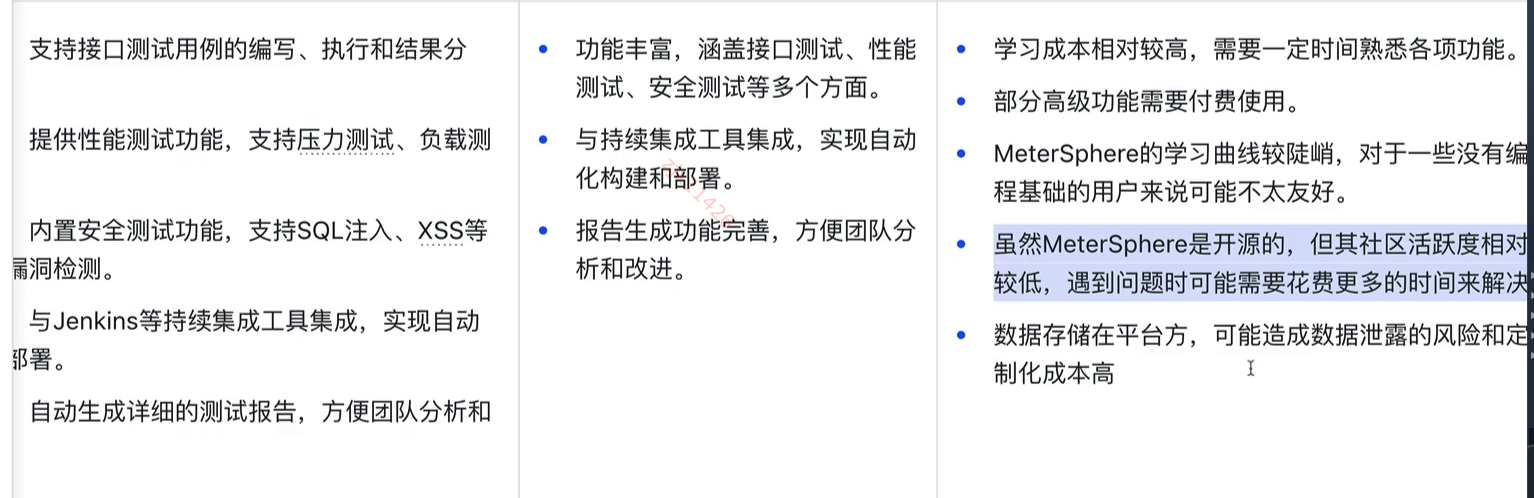 支持接口测试用例的编写、执行和结果分
提供性能测试功能，支持压力测试、负载测
内置安全测试功能，支持SQL注入、XSS等
漏洞检测。
与Jenkins等持续集成工具集成，实现自动
部署。
自动生成详细的测试报告，方便团队分析和
功能丰富，涵盖接口测试、性能
测试、安全测试等多个方面。
与持续集成工具集成，实现自动
化构建和部署。
报告生成功能完善，方便团队分
析和改进。
学习成本相对较高，需要一定时间熟悉各项功能。
部分高级功能需要付费使用。
MeterSphere的学习曲线较陡峭，对于一些没有编
程基础的用户来说可能不太友好。
虽然MeterSphere是开源的，但其社区活跃度相对
较低，遇到问题时可能需要花费更多的时间来解决
数据存储在平台方，可能造成数据泄露的风险和定
制化成本高